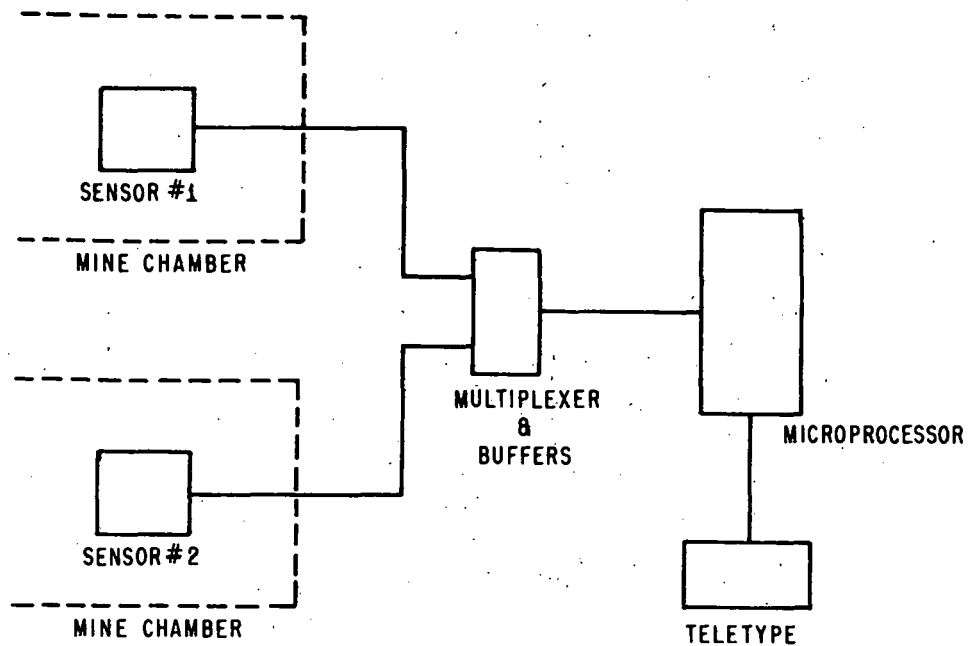 SENSOR #1
MINE CHAMBER
MULTIPLEXER
&
BUFFERS
MICROPROCESSOR
SENSOR #2
MINE CHAMBER
TELETYPE